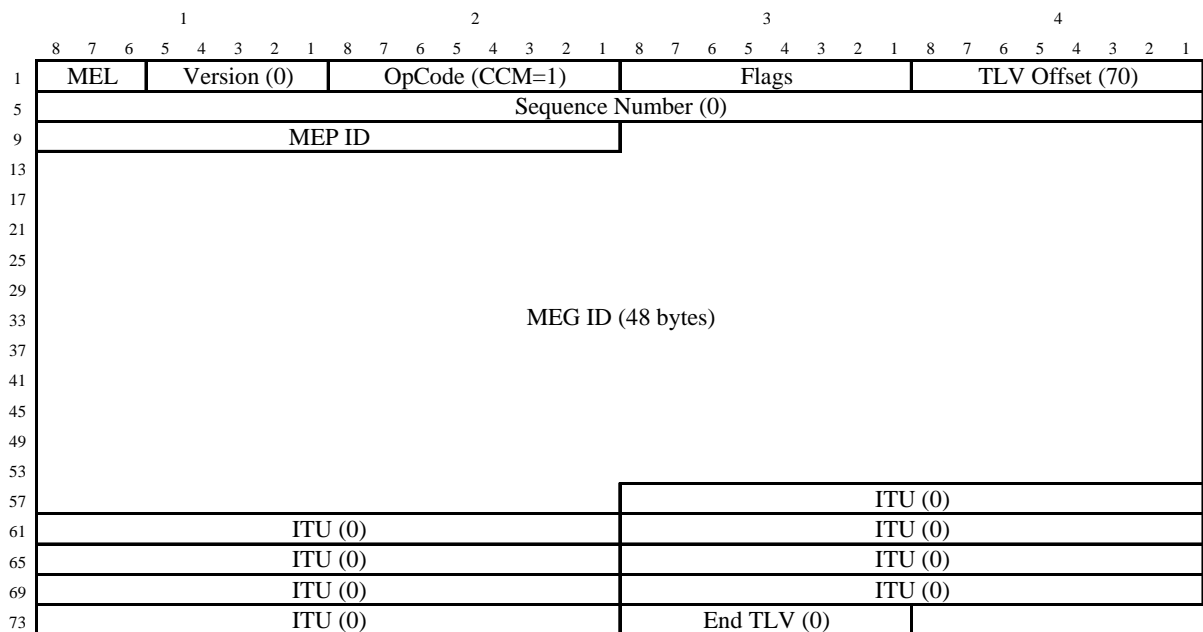 1 2 3 4
8 7 6 5 4 3 2 1 8 7 6 5 4 3 2 1 8 7 6 5 4 3 2 1 8 7 6 5 4 3 2 1
1 MEL Version (0) OpCode (CCM=1) Flags TLV Offset (70)
5 Sequence Number (0)
9 MEP ID
13
17
21
25
29
33 MEG ID (48 bytes)
37
41
45
49
53
57 ITU (0)
61 ITU (0) ITU (0)
65 ITU (0) ITU (0)
69 ITU (0) ITU (0)
73 ITU (0) End TLV (0)